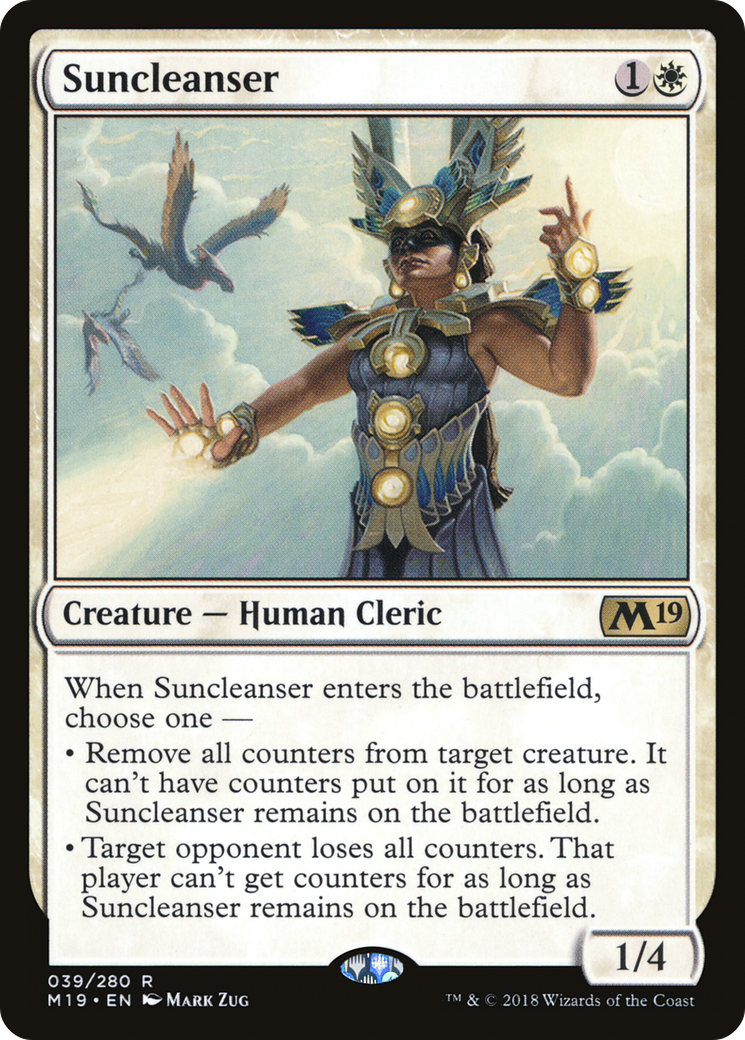 Suncleanser 1
Creature — Human Cleric M19
When Suncleanser enters the battlefield,
choose one —
• Remove all counters from target creature. It
can't have counters put on it for as long as
Suncleanser remains on the battlefield.
• Target opponent loses all counters. That
player can't get counters for as long as
Suncleanser remains on the battlefield.
1/4
039/280 R
M19 • EN Mark Zug ™ & © 2018 Wizards of the Coast